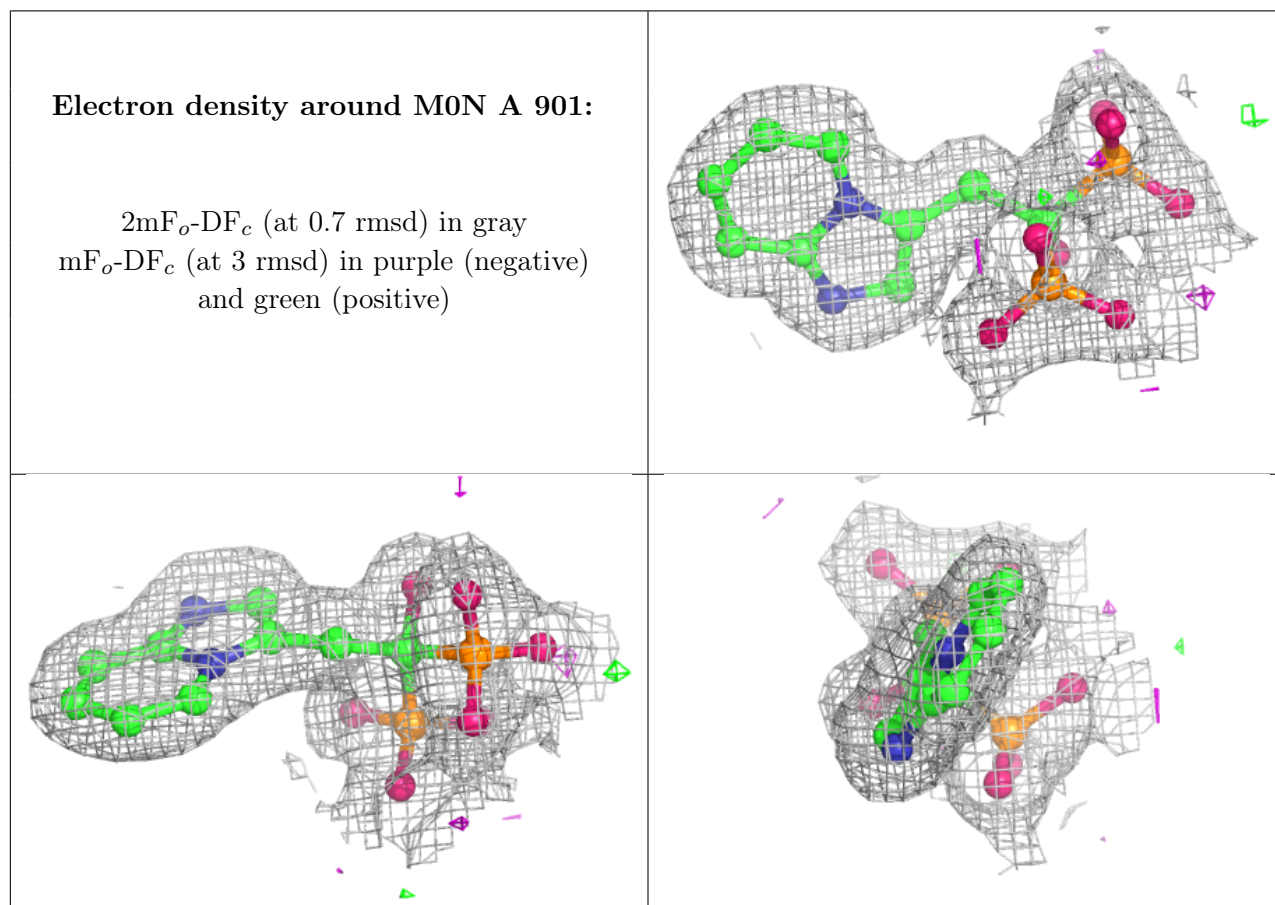 Electron density around M0N A 901:
2mFo-DFc (at 0.7 rmsd) in gray
mFo-DFc (at 3 rmsd) in purple (negative)
and green (positive)